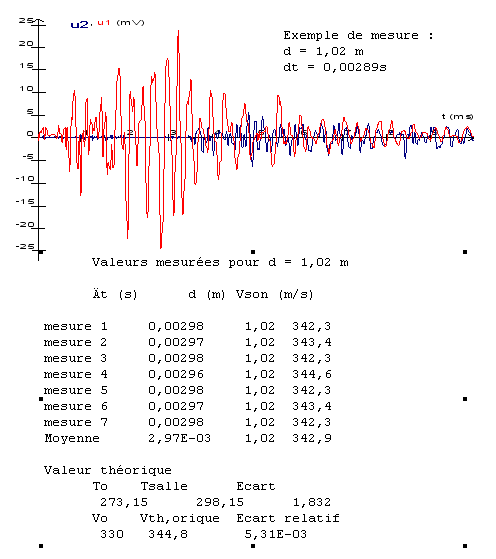 u2.u1 (mV)
Exemple de mesure :
d = 1,02 m
dt = 0,00289s
25
20
15
10
5
0
-5
-10
-15
-20
-25
t (ms)
1
2
3
Valeurs mesurées pour d = 1,02 m
Ät (s) d (m) Vson (m/s)
mesure 1 0,00298 1,02 342,3
mesure 2 0,00297 1,02 343,4
mesure 3 0,00298 1,02 342,3
mesure 4 0,00296 1,02 344,6
mesure 5 0,00298 1,02 342,3
mesure 6 0,00297 1,02 343,4
mesure 7 0,00298 1,02 342,3
Moyenne 2,97E-03 1,02 342,9
Valeur théorique
To Tsalle Ecart
273,15 298,15 1,832
Vo Vth,orique Ecart relatif
330 344,8 5,31E-03